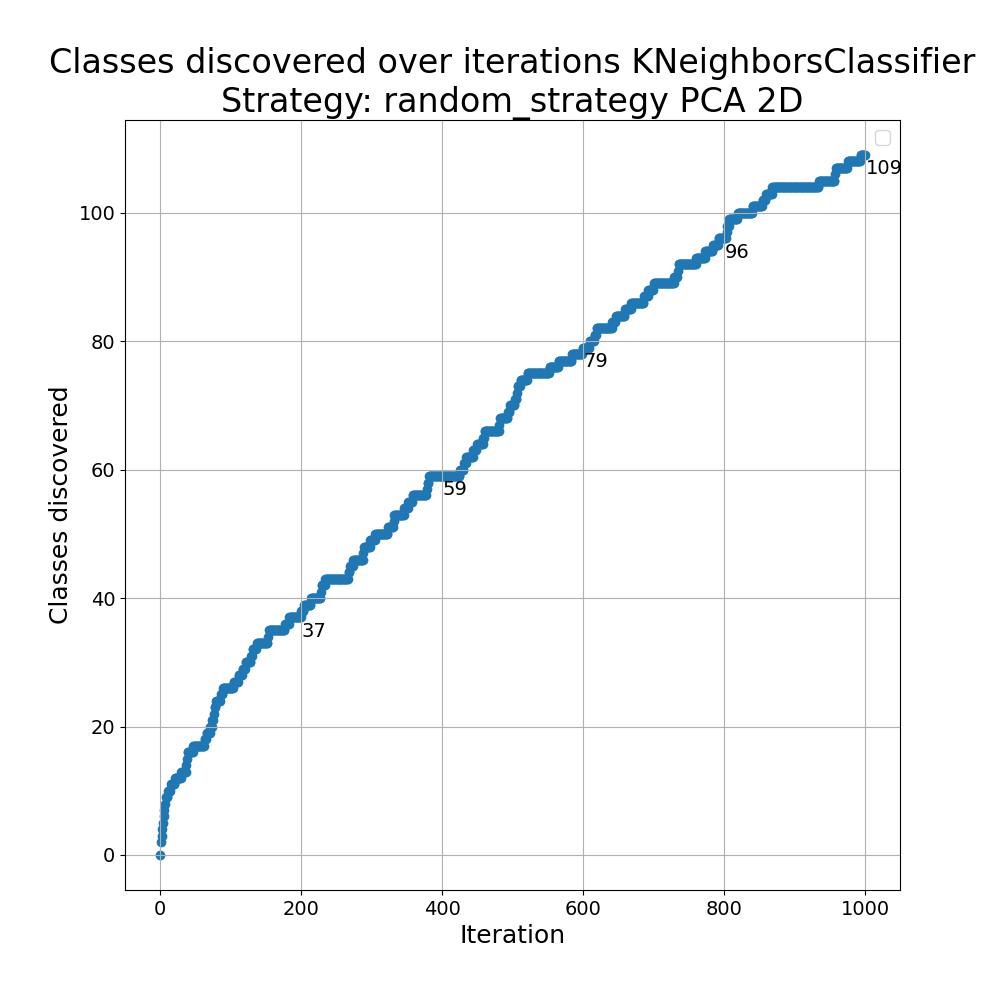 Classes discovered over iterations KNeighborsClassifier
Strategy: random_strategy PCA 2D
109
100
96
80
79
Classes discovered
60
59
40
37
20
0
0 200 400 600 800 1000
Iteration